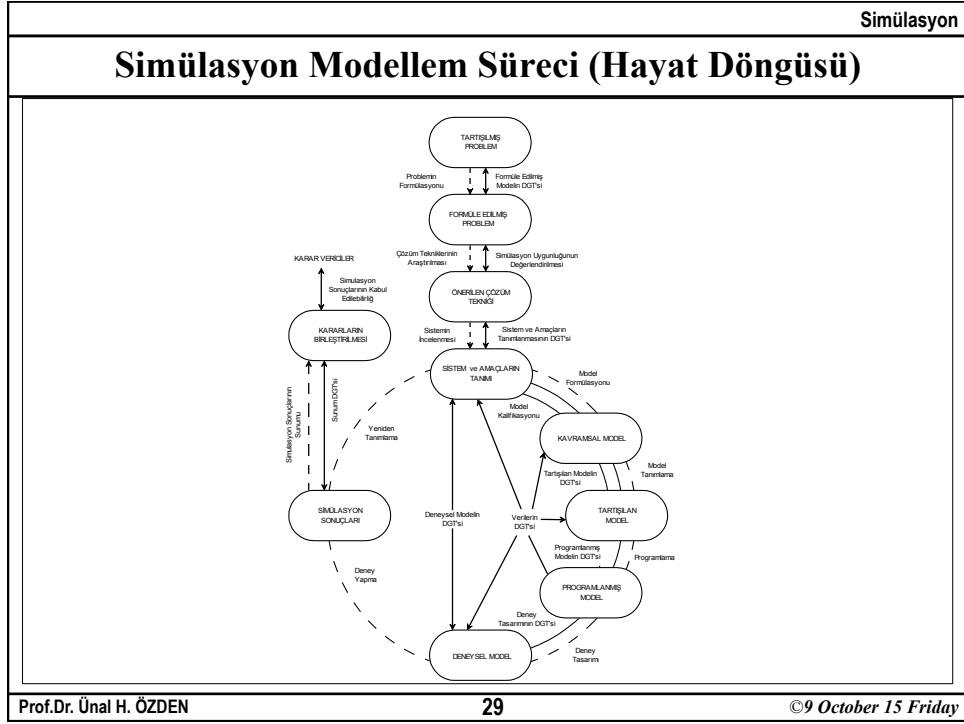 Simülasyon
Simülasyon Modellem Süreci (Hayat Döngüsü)
TARTIŞILMIŞ
PROBLEM
Problemin
Formülasyonu
Formüle Edilmiş
Modelin DGT'si
FORMÜLE EDİLMİŞ
PROBLEM
Çözüm Tekniklerinin
Araştırılması
Simülasyon Uygunluğunun
Değerlendirilmesi
KARAR VERİCİLER
Simulasyon
Sonuçlarının Kabul
Edilebilirliğ
ÖNERİLEN ÇÖZÜM
TEKNİĞİ
Sistemin
İncelenmesi
Sistem ve Amaçların
Tanımlanmasının DGT'si
KARARLARIN
BİRLEŞTİRİLMESİ
SİSTEM ve AMAÇLARIN
TANIMI
Model
Formülasyonu
Simulasyon Sonuçlarının
Sunumu
Sunum DGT'si
Yeniden
Tanımlama
Model
Kalifikasyonu
KAVRAMSAL MODEL
Tartışılan Modelin
DGT'si
Model
Tanımlama
SİMÜLASYON
SONUÇLARI
Deneysel Modelin
DGT'si
Verilerin
DGT'si
TARTIŞILAN
MODEL
Programlanmış
Modelin DGT'si
Programlama
Deney
Yapma
PROGRAMLANMIŞ
MODEL
Deney
Tasarımının DGT'si
DENEYSEL MODEL
Deney
Tasarımı
Prof.Dr. Ünal H. ÖZDEN
29
©9 October 15 Friday